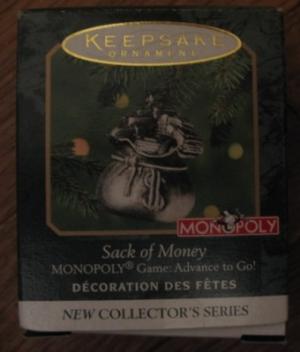 KEEPSAKE
ORNAMENT
MONOPOLY
Sack of Money
MONOPOLY® Game: Advance to Go!
DÉCORATION DES FÊTES
NEW COLLECTOR'S SERIES